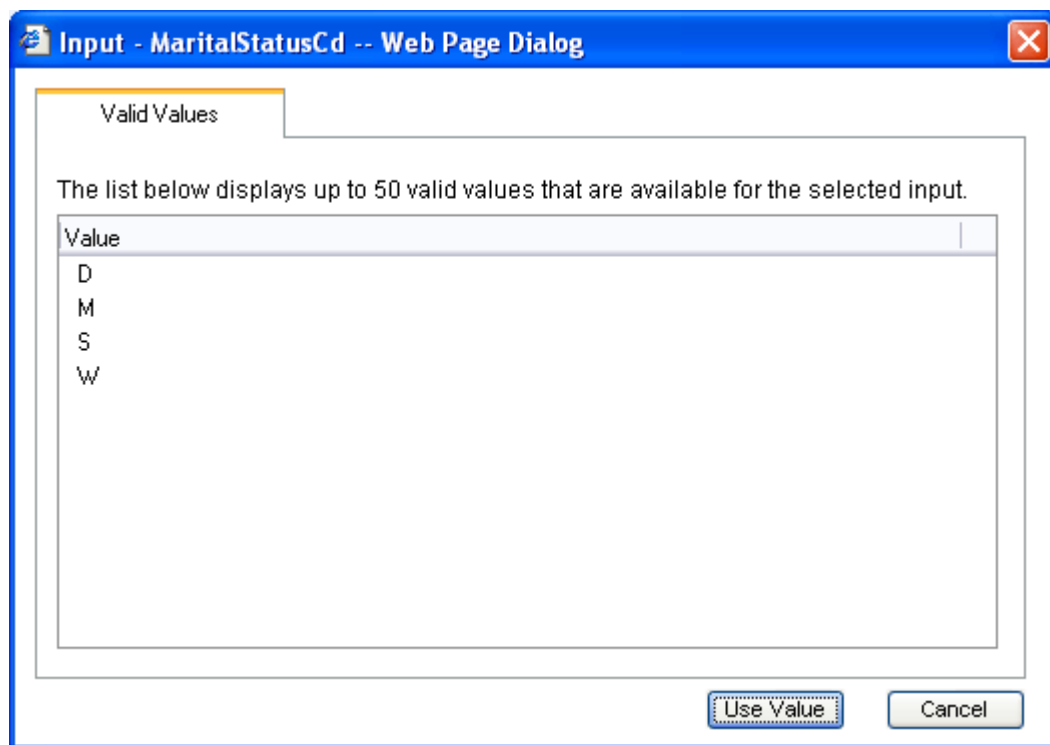 Input - MaritalStatusCd -- Web Page Dialog
Valid Values
The list below displays up to 50 valid values that are available for the selected input.
Value
D
M
S
W
Use Value
Cancel